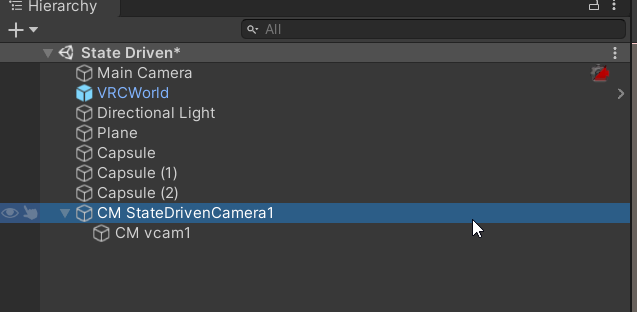 Hierarchy
All
State Driven*
Main Camera
VRCWorld
Directional Light
Plane
Capsule
Capsule (1)
Capsule (2)
CM StateDrivenCamera1
CM vcam1